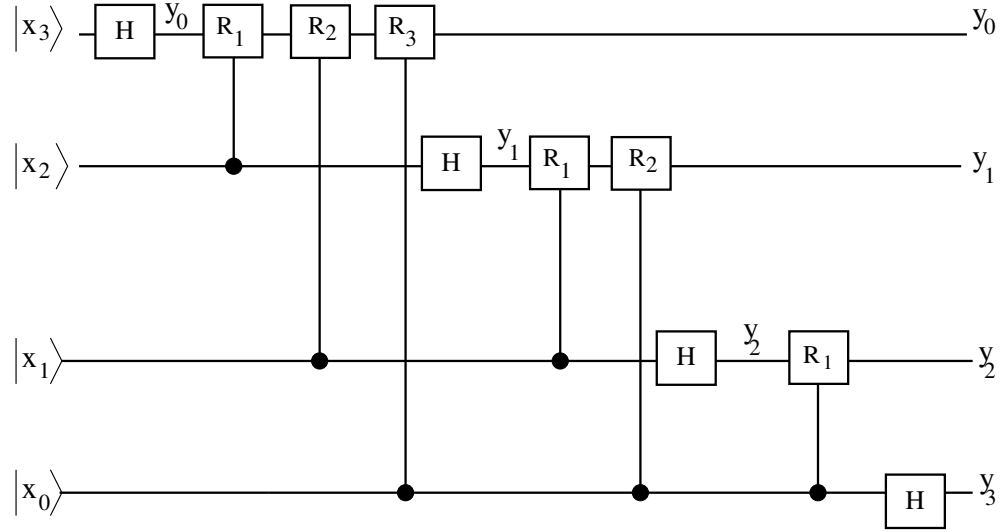 |x₃⟩ H y₀ R₁ R₂ R₃ y₀
|x₂⟩ H y₁ R₁ R₂ y₁
|x₁⟩ H y₂ R₁ y₂
|x₀⟩ H y₃